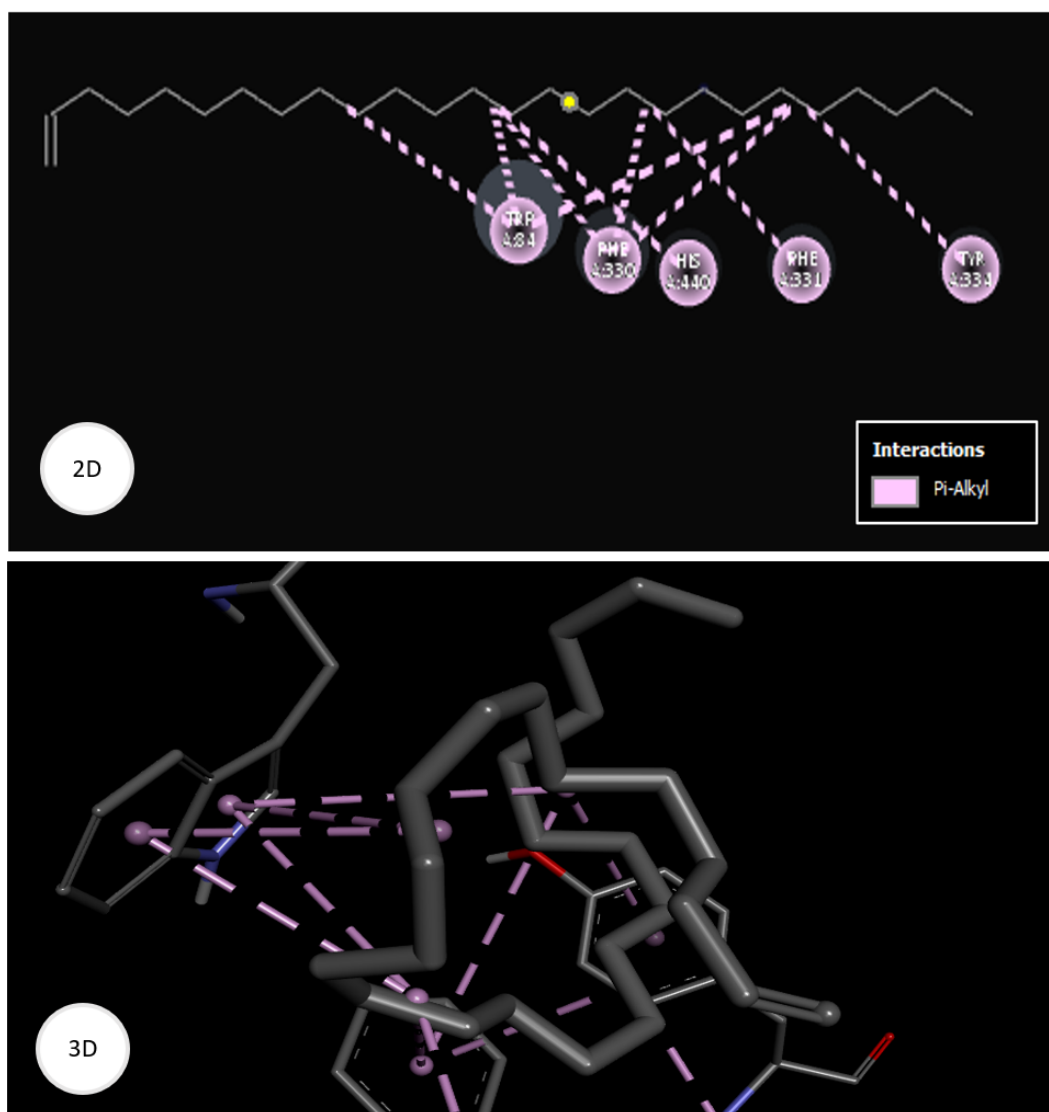 TRP
A:84
PHE
A:330
HIS
A:440
PHE
A:331
TYR
A:334
2D
Interactions
Pi-Alkyl
3D